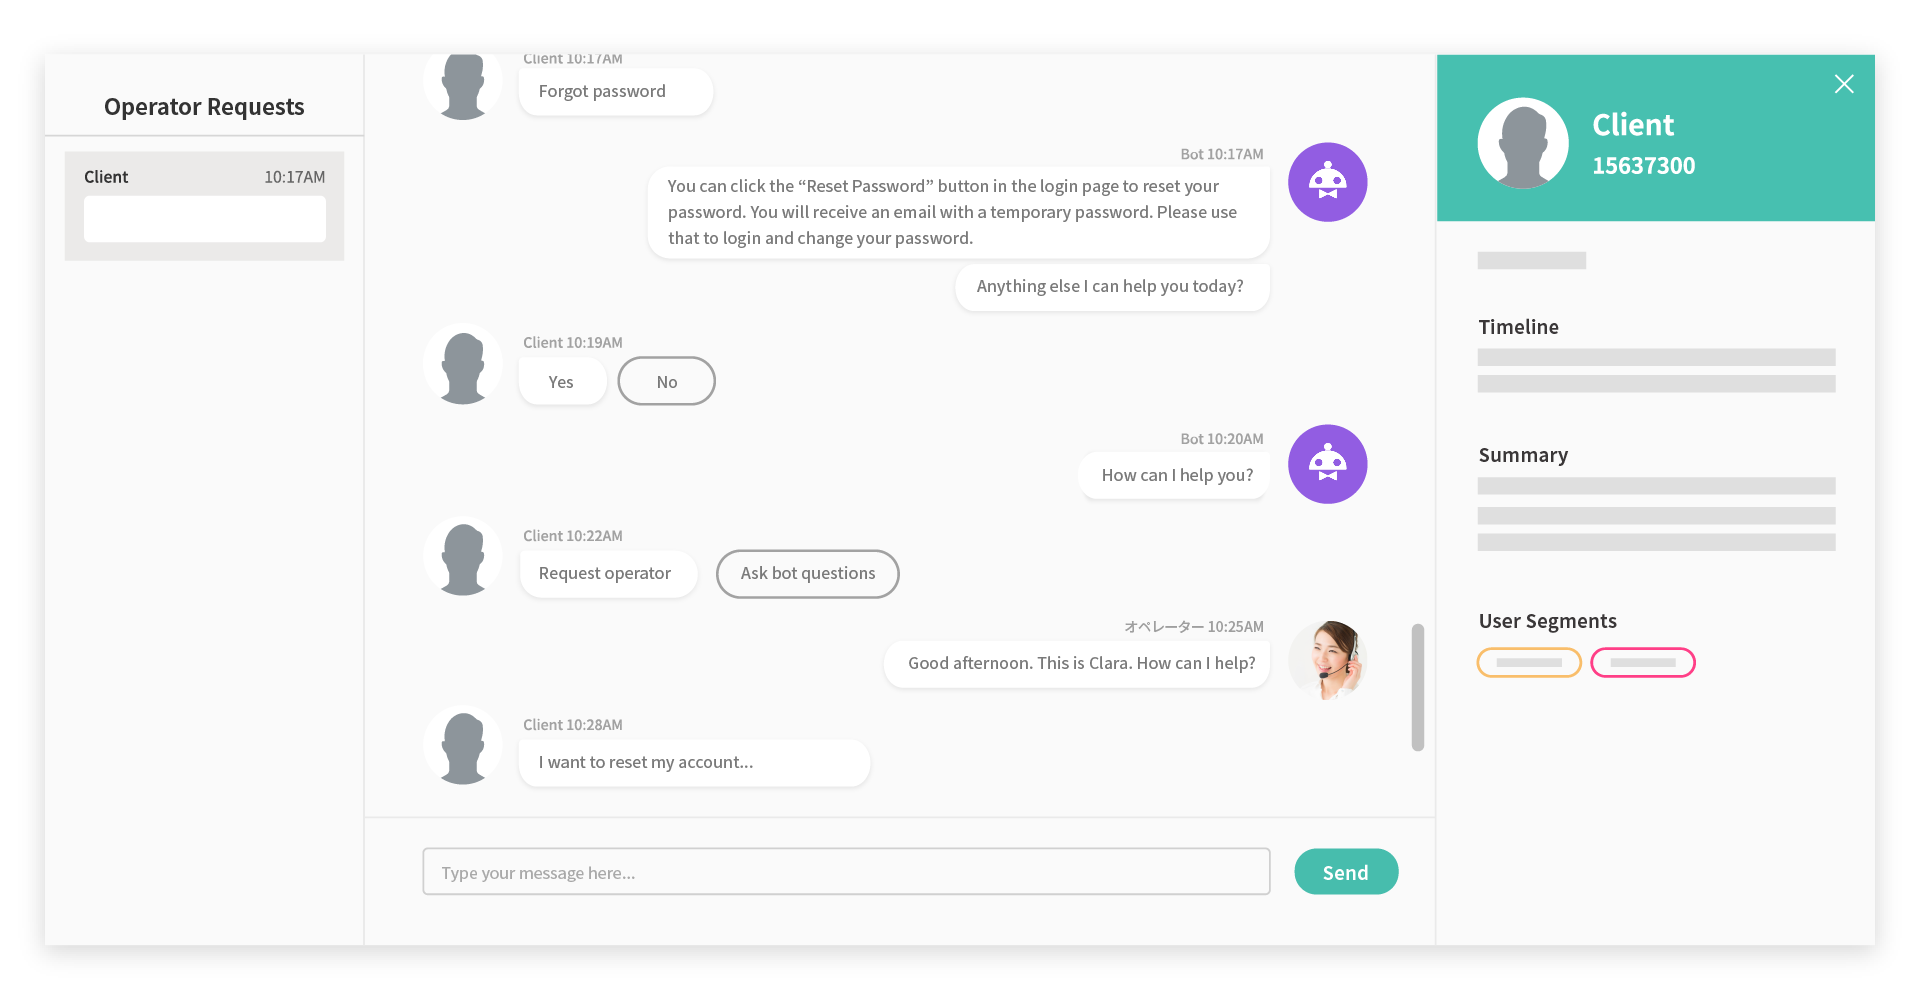 Operator Requests
Client 10:17AM
Client 10:17AM
Forgot password
Bot 10:17AM
You can click the “Reset Password” button in the login page to reset your
password. You will receive an email with a temporary password. Please use
that to login and change your password.
Anything else I can help you today?
Client 10:19AM
Yes No
Bot 10:20AM
How can I help you?
Client 10:22AM
Request operator Ask bot questions
オペレーター 10:25AM
Good afternoon. This is Clara. How can I help?
Client 10:28AM
I want to reset my account...
Type your message here...
Send
Client
15637300
Timeline
Summary
User Segments